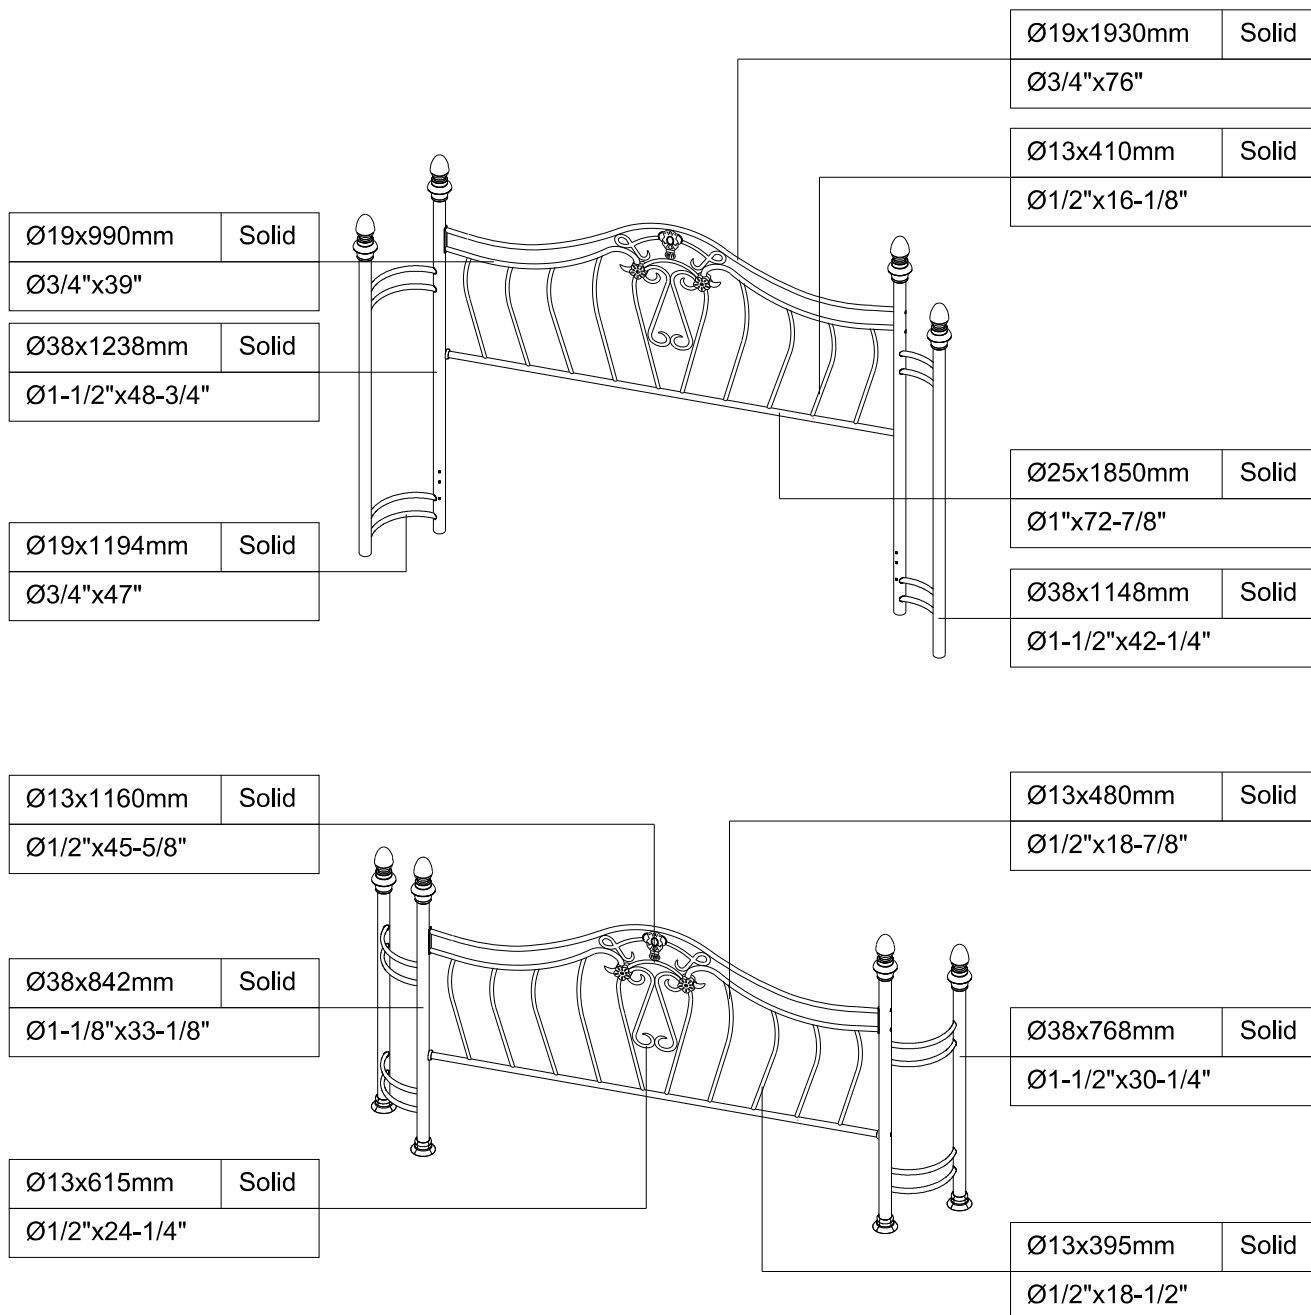 Ø19x1930mm Solid
Ø3/4"x76"
Ø13x410mm Solid
Ø1/2"x16-1/8"
Ø19x990mm Solid
Ø3/4"x39"
Ø38x1238mm Solid
Ø1-1/2"x48-3/4"
Ø25x1850mm Solid
Ø1"x72-7/8"
Ø19x1194mm Solid
Ø3/4"x47"
Ø38x1148mm Solid
Ø1-1/2"x42-1/4"
Ø13x1160mm Solid
Ø1/2"x45-5/8"
Ø13x480mm Solid
Ø1/2"x18-7/8"
Ø38x842mm Solid
Ø1-1/8"x33-1/8"
Ø38x768mm Solid
Ø1-1/2"x30-1/4"
Ø13x615mm Solid
Ø1/2"x24-1/4"
Ø13x395mm Solid
Ø1/2"x18-1/2"